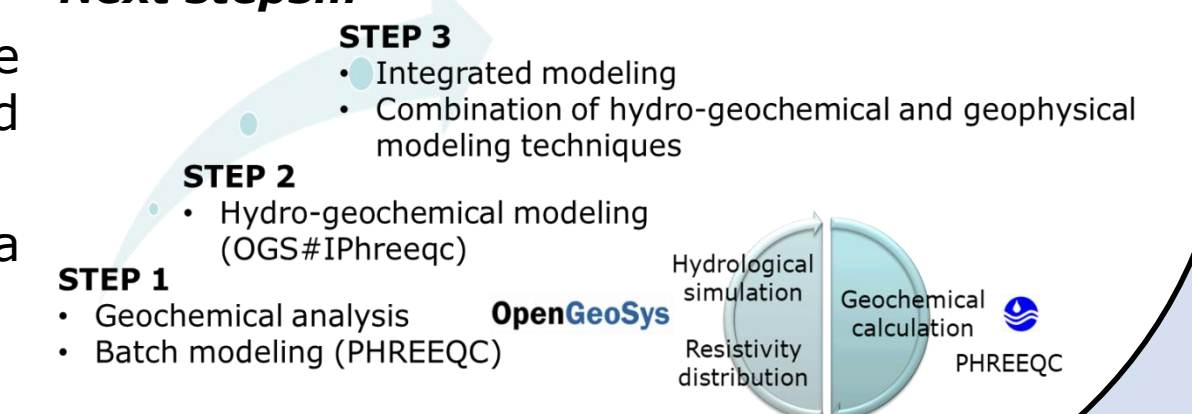 Next Steps...
e
d
a
STEP 3
• Integrated modeling
• Combination of hydro-geochemical and geophysical
modeling techniques
STEP 2
• Hydro-geochemical modeling
(OGS#IPhreeqc)
STEP 1
• Geochemical analysis
• Batch modeling (PHREEQC)
OpenGeoSys
Hydrological
simulation
Resistivity
distribution
Geochemical
calculation
PHREEQC